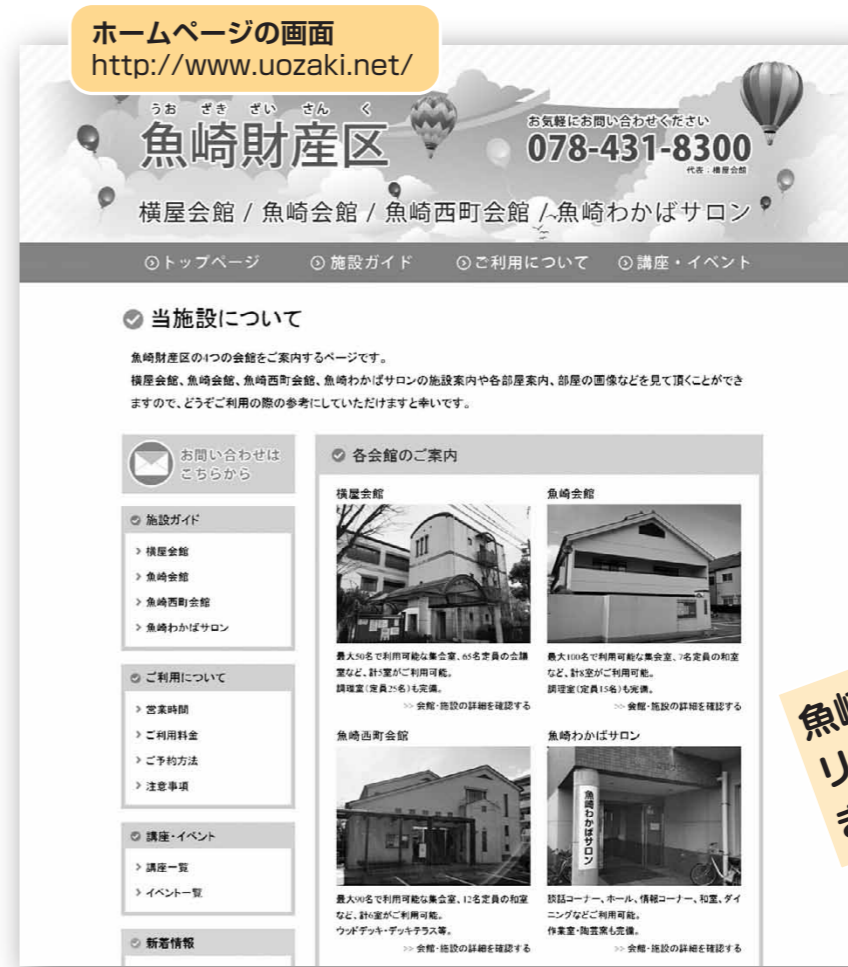 ホームページの画面
http://www.uozaki.net/
うお ざき ざい さん く
魚崎財産区
お気軽にお問い合わせください
078-431-8300
代表：横屋会館
横屋会館 / 魚崎会館 / 魚崎西町会館 / 魚崎わかばサロン
トップページ 施設ガイド ご利用について 講座・イベント
当施設について
魚崎財産区の4つの会館をご案内するページです。
横屋会館、魚崎会館、魚崎西町会館、魚崎わかばサロンの施設案内や各部屋案内、部屋の画像などを見て頂くことができ
ますので、どうぞご利用の際の参考にしていただけますと幸いです。
お問い合わせは
こちらから
施設ガイド
横屋会館
魚崎会館
魚崎西町会館
魚崎わかばサロン
ご利用について
営業時間
ご利用料金
ご予約方法
注意事項
講座・イベント
講座一覧
イベント一覧
新着情報
各会館のご案内
横屋会館
最大50名で利用可能な集会室、65名定員の会議
室など、計5室がご利用可能。
調理室（定員25名）も完備。
>> 会館・施設の詳細を確認する
魚崎会館
最大100名で利用可能な集会室、7名定員の和室
など、計8室がご利用可能。
調理室（定員15名）も完備。
>> 会館・施設の詳細を確認する
魚崎西町会館
最大90名で利用可能な集会室、12名定員の和室
など、計6室がご利用可能。
ウッドデッキ・デッキテラス等。
>> 会館・施設の詳細を確認する
魚崎わかばサロン
魚崎わかばサロン
談話コーナー、ホール、情報コーナー、和室、ダイ
ニングなどご利用可能。
作業室・陶芸窯も完備。
>> 会館・施設の詳細を確認する
魚崎
リ